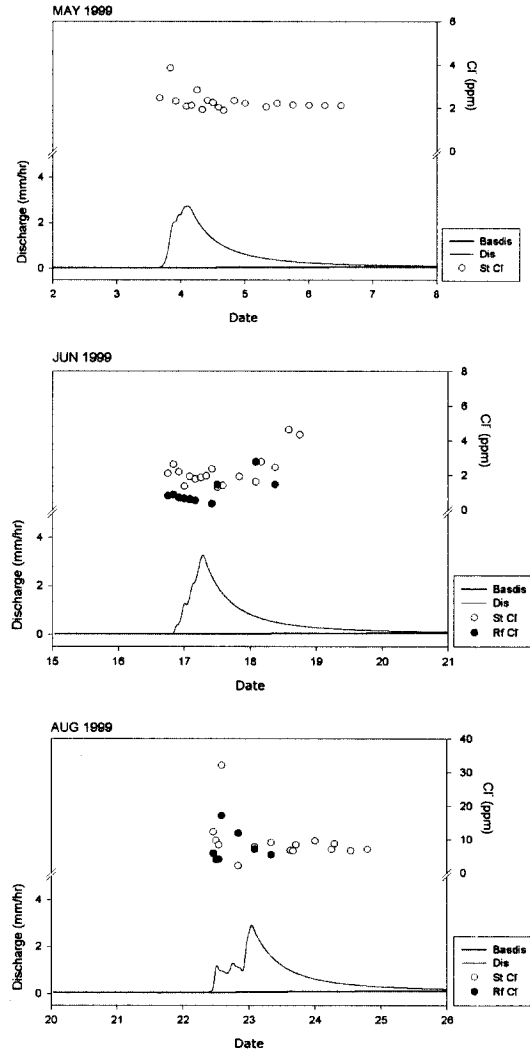 MAY 1999
6
4
2
0
Cl⁻ (ppm)
4
2
0
Discharge (mm/hr)
2 3 4 5 6 7 8
Date
Basdis
Dis
St Cl⁻
JUN 1999
8
6
4
2
0
Cl⁻ (ppm)
4
2
0
Discharge (mm/hr)
15 16 17 18 19 20 21
Date
Basdis
Dis
St Cl⁻
Rf Cl⁻
AUG 1999
40
30
20
10
0
Cl⁻ (ppm)
4
2
0
Discharge (mm/hr)
20 21 22 23 24 25 26
Date
Basdis
Dis
St Cl⁻
Rf Cl⁻